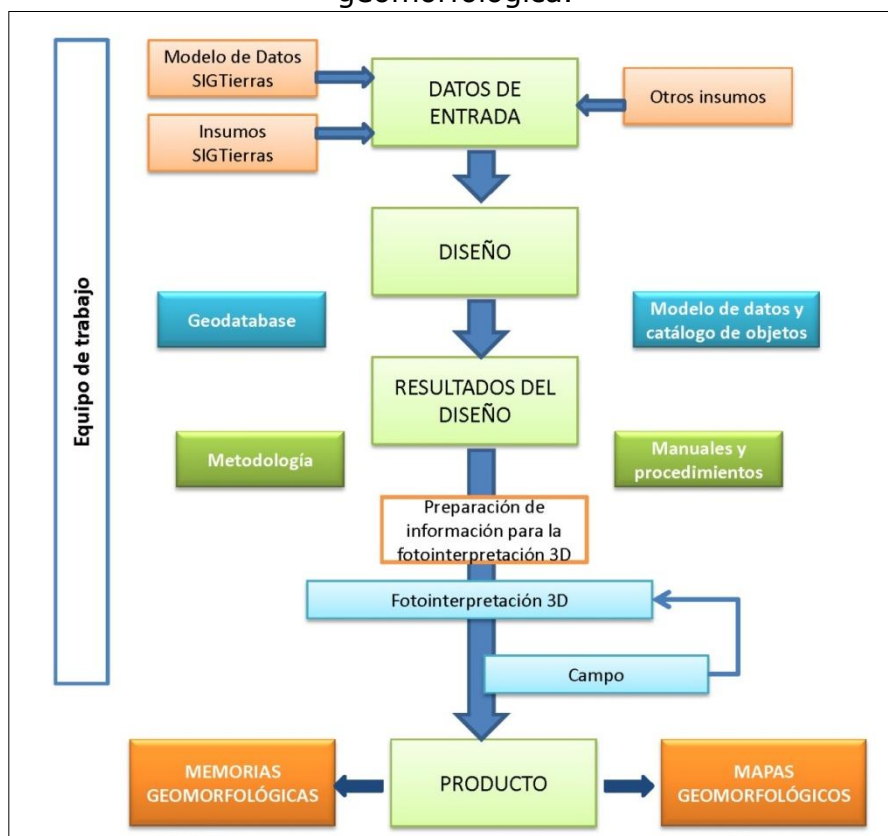 geomorfológica.
Modelo de Datos
SIGTierras
DATOS DE
ENTRADA
Otros insumos
Insumos
SIGTierras
DISEÑO
Equipo de trabajo
Geodatabase
Modelo de datos y
catálogo de objetos
RESULTADOS DEL
DISEÑO
Metodología
Manuales y
procedimientos
Preparación de
información para la
fotointerpretación 3D
Fotointerpretación 3D
Campo
MEMORIAS
GEOMORFOLÓGICAS
PRODUCTO
MAPAS
GEOMORFOLÓGICOS